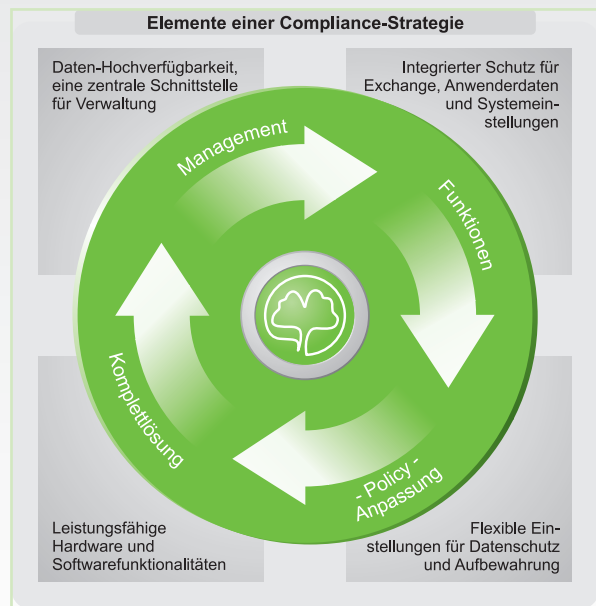 Elemente einer Compliance-Strategie
Daten-Hochverfügbarkeit,
eine zentrale Schnittstelle
für Verwaltung
Integrierter Schutz für
Exchange, Anwenderdaten
und Systemein-
stellungen
Management
Funktionen
- Policy -
Anpassung
Komplettlösung
Leistungsfähige
Hardware und
Softwarefunktionalitäten
Flexible Ein-
stellungen für Datenschutz
und Aufbewahrung